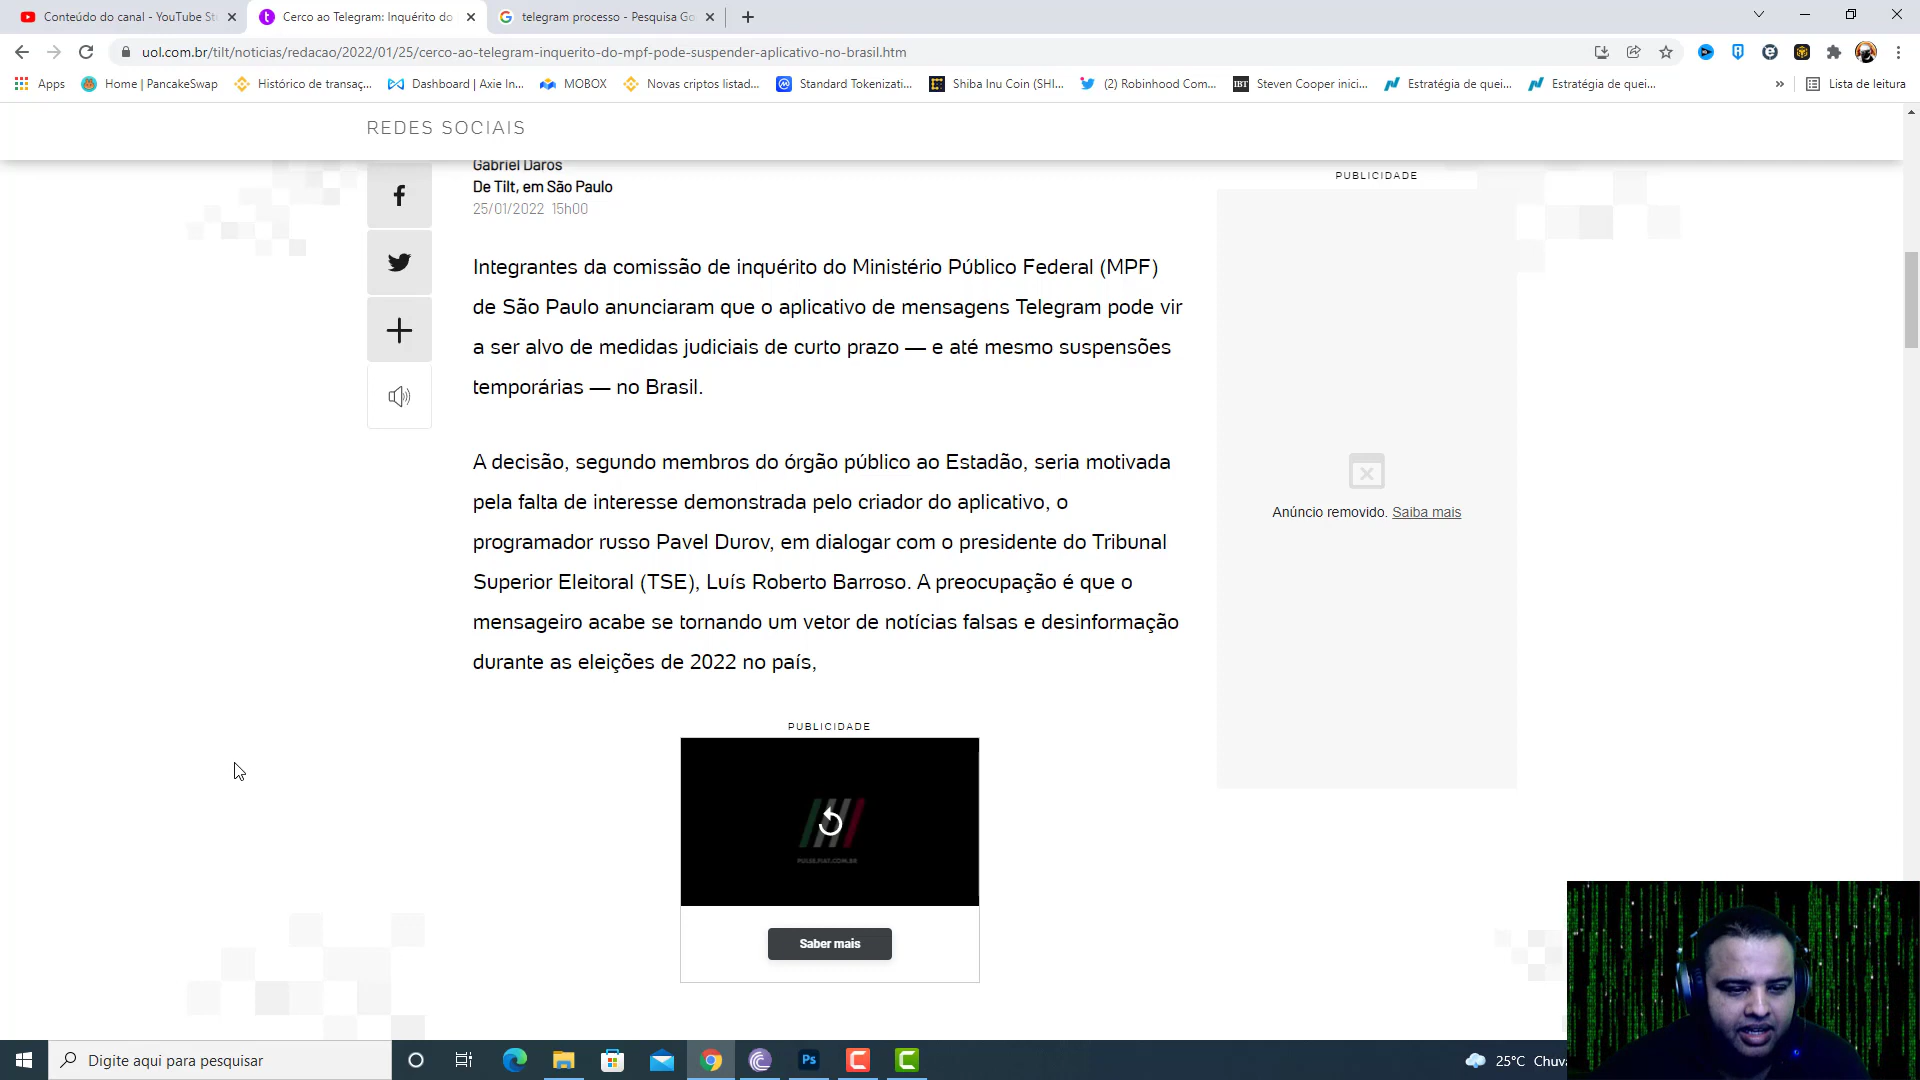 Conteúdo do canal - YouTube St
Cerco ao Telegram: Inquérito do
telegram processo - Pesquisa Go
uol.com.br/tilt/noticias/redacao/2022/01/25/cerco-ao-telegram-inquerito-do-mpf-pode-suspender-aplicativo-no-brasil.htm
Apps
Home | PancakeSwap
Histórico de transaç...
Dashboard | Axie In...
MOBOX
Novas criptos listad...
Standard Tokenizati...
Shiba Inu Coin (SHI...
(2) Robinhood Com...
IBT
Steven Cooper inici...
Estratégia de quei...
Estratégia de quei...
»
Lista de leitura
REDES SOCIAIS
Gabriel Daros
De Tilt, em São Paulo
25/01/2022 15h00
Integrantes da comissão de inquérito do Ministério Público Federal (MPF)
de São Paulo anunciaram que o aplicativo de mensagens Telegram pode vir
a ser alvo de medidas judiciais de curto prazo — e até mesmo suspensões
temporárias — no Brasil.
A decisão, segundo membros do órgão público ao Estadão, seria motivada
pela falta de interesse demonstrada pelo criador do aplicativo, o
programador russo Pavel Durov, em dialogar com o presidente do Tribunal
Superior Eleitoral (TSE), Luís Roberto Barroso. A preocupação é que o
mensageiro acabe se tornando um vetor de notícias falsas e desinformação
durante as eleições de 2022 no país,
PUBLICIDADE
PULSE.FIAT.COM.BR
Saber mais
PUBLICIDADE
Anúncio removido. Saiba mais
Digite aqui para pesquisar
Ps
25°C Chuv